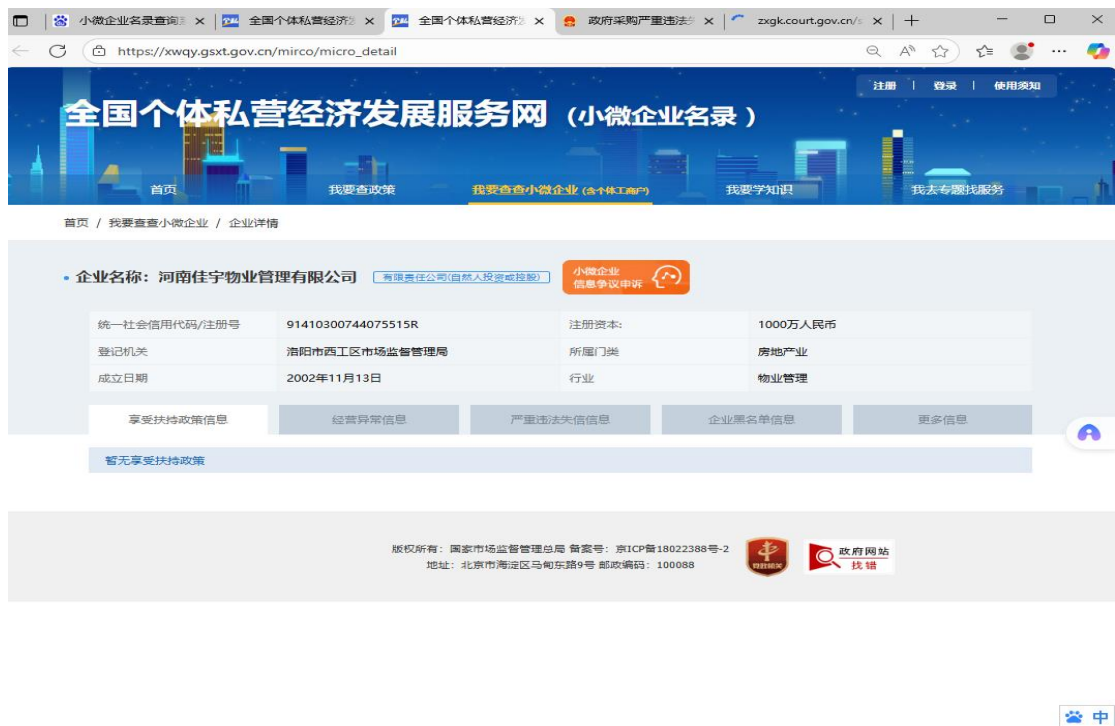 小微企业名录查询
全国个体私营经济
全国个体私营经济
政府采购严重违法
zxgk.court.gov.cn/s
https://xwqy.gsxt.gov.cn/mirco/micro_detail
注册 | 登录 | 使用须知
全国个体私营经济发展服务网（小微企业名录）
首页 我要查政策 我要查查小微企业 (含个体工商户) 我要学知识 我去专题找服务
首页 / 我要查查小微企业 / 企业详情
企业名称：河南佳宇物业管理有限公司 有限责任公司(自然人投资或控股) 小微企业
信息争议申诉
统一社会信用代码/注册号 91410300744075515R 注册资本: 1000万人民币
登记机关 洛阳市西工区市场监督管理局 所属门类 房地产业
成立日期 2002年11月13日 行业 物业管理
享受扶持政策信息 经营异常信息 严重违法失信信息 企业黑名单信息 更多信息
暂无享受扶持政策
版权所有：国家市场监督管理总局 备案号：京ICP备18022388号-2
地址：北京市海淀区马甸东路9号 邮政编码：100088
党政机关
政府网站
找错
中